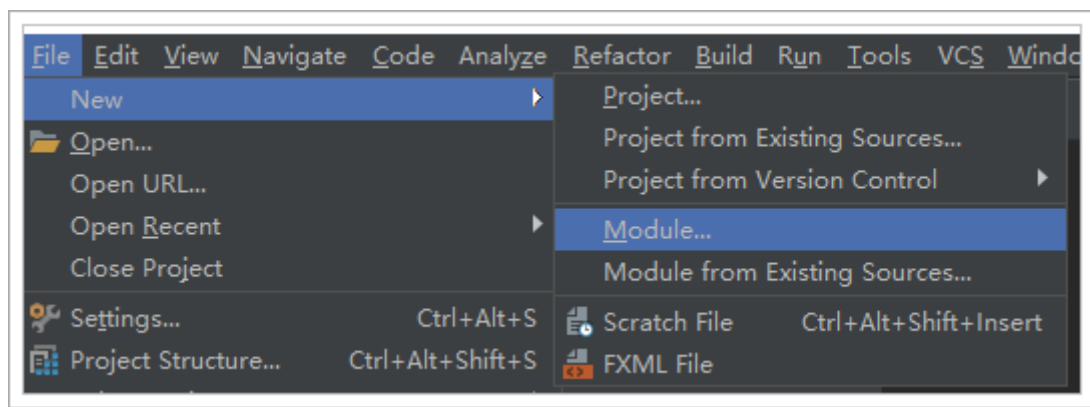 File Edit View Navigate Code Analyze Refactor Build Run Tools VCS Windo
New
Open...
Open URL...
Open Recent
Close Project
Settings... Ctrl+Alt+S
Project Structure... Ctrl+Alt+Shift+S
Project...
Project from Existing Sources...
Project from Version Control
Module...
Module from Existing Sources...
Scratch File Ctrl+Alt+Shift+Insert
FXML File